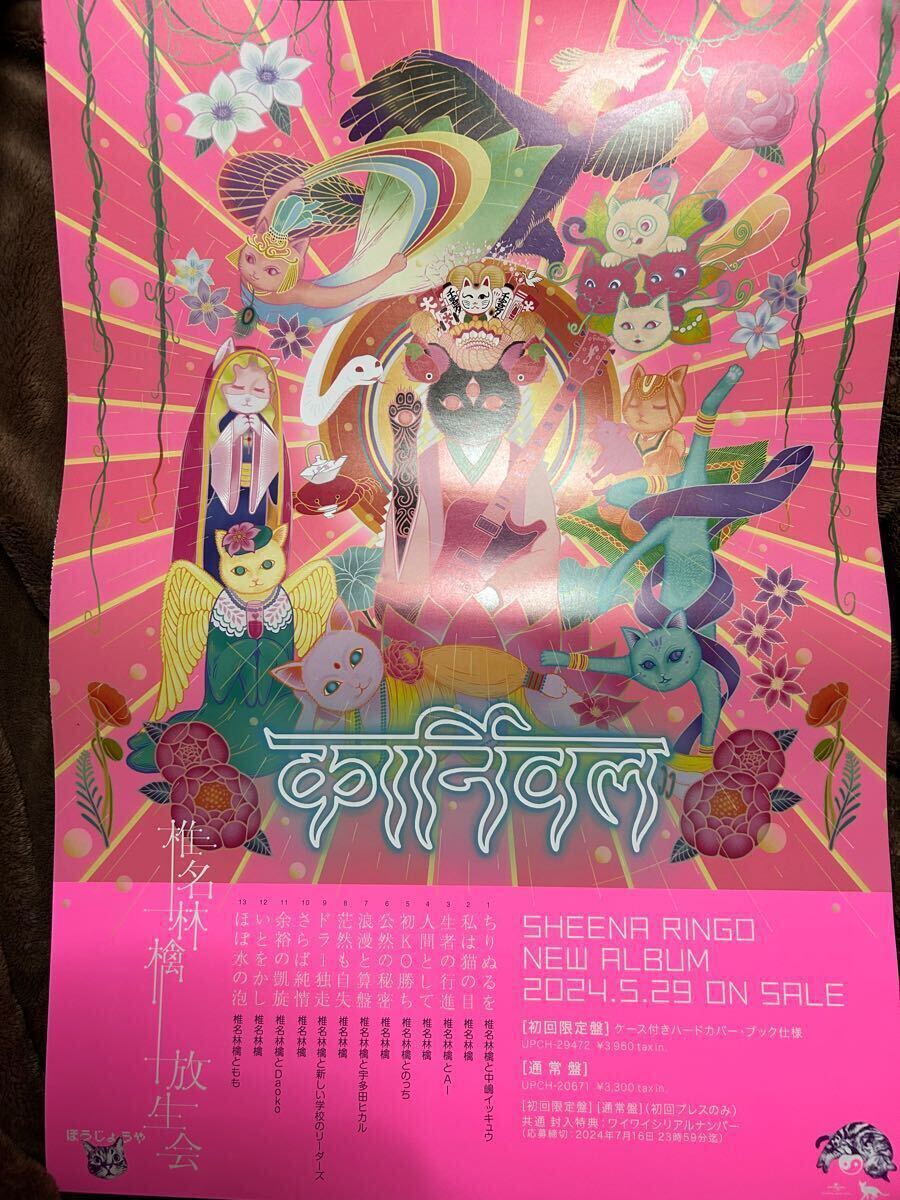 कार्निवल
椎名林檎 放生会
ほうじょうや
SHEENA RINGO
NEW ALBUM
2024.5.29 ON SALE
[初回限定盤] ケース付きハードカバー・ブック仕様
UPCH-29472 ¥3,960 tax in.
[通常盤]
UPCH-20671 ¥3,300 tax in.
[初回限定盤] [通常盤] (初回プレスのみ)
共通 封入特典:ワイワイシリアルナンバー
(応募締切:2024年7月16日 23時59分迄)
1 ちりぬるを 椎名林檎と中嶋イッキュウ
2 私は猫の目 椎名林檎
3 生者の行進 椎名林檎とAI
4 人間として 椎名林檎
5 初KO勝ち 椎名林檎とのっち
6 公然の秘密 椎名林檎
7 浪漫と算盤 椎名林檎と宇多田ヒカル
8 茫然も自失 椎名林檎
9 ドラ1独走 椎名林檎と新しい学校のリーダーズ
10 さらば純情 椎名林檎
11 余裕の凱旋 椎名林檎とDaoko
12 いとをかし 椎名林檎
13 ほぼ水の泡 椎名林檎ともも